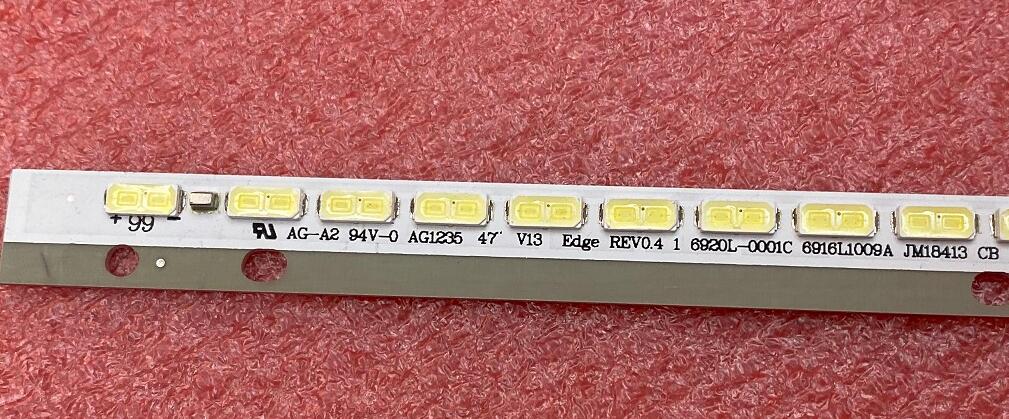 + 99 -
AG-A2 94V-0 AG1235 47' V13 Edge REV0.4 1 6920L-0001C 6916L1009A JM18413 CB